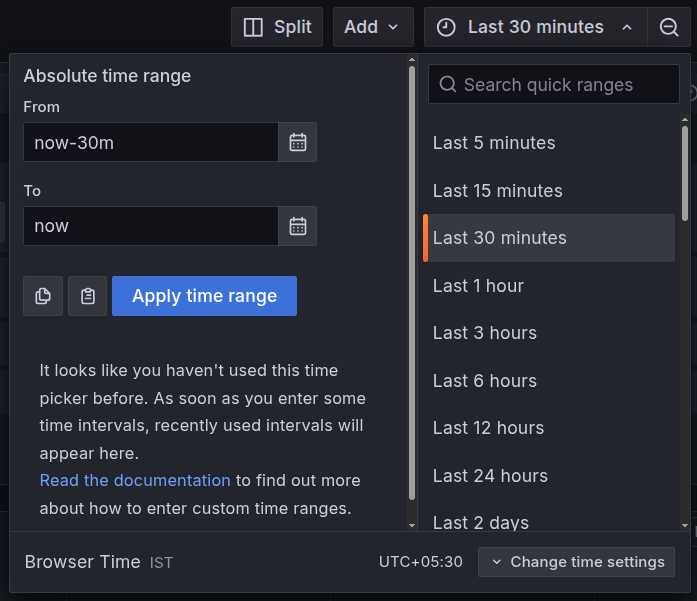 Split
Add
Last 30 minutes
Absolute time range
From
now-30m
To
now
Apply time range
It looks like you haven't used this time
picker before. As soon as you enter some
time intervals, recently used intervals will
appear here.
Read the documentation to find out more
about how to enter custom time ranges.
Search quick ranges
Last 5 minutes
Last 15 minutes
Last 30 minutes
Last 1 hour
Last 3 hours
Last 6 hours
Last 12 hours
Last 24 hours
Last 2 days
Browser Time IST
UTC+05:30
Change time settings